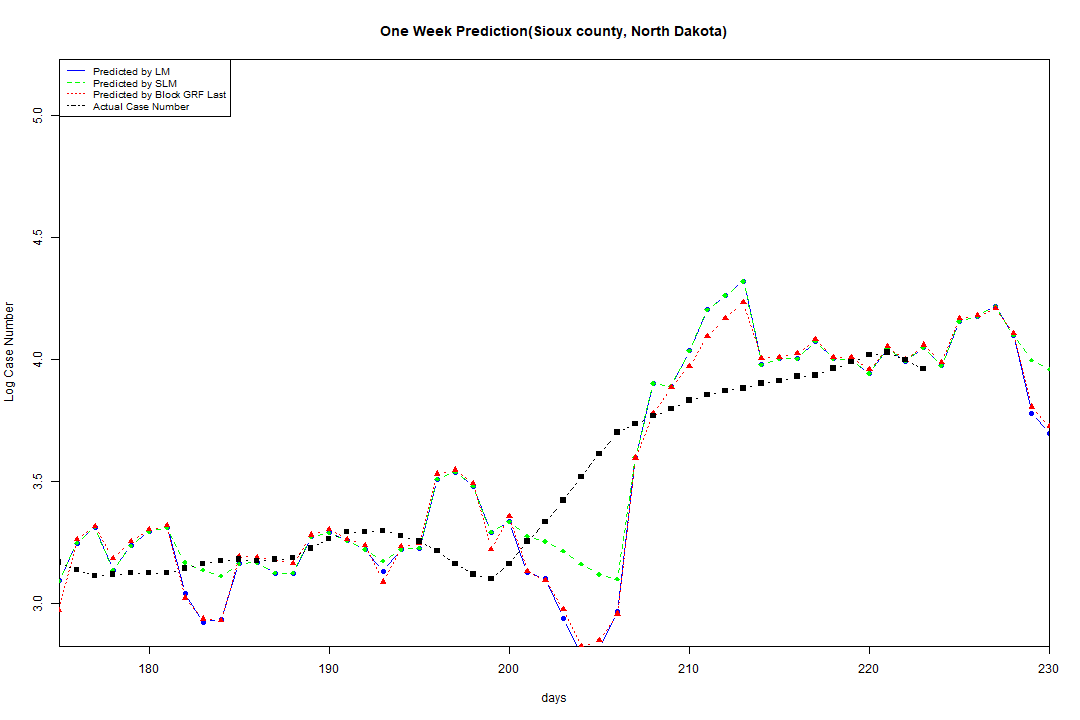 One Week Prediction(Sioux county, North Dakota)
Predicted by LM
Predicted by SLM
Predicted by Block GRF Last
Actual Case Number
5.0
4.5
4.0
3.5
3.0
Log Case Number
180 190 200 210 220 230
days